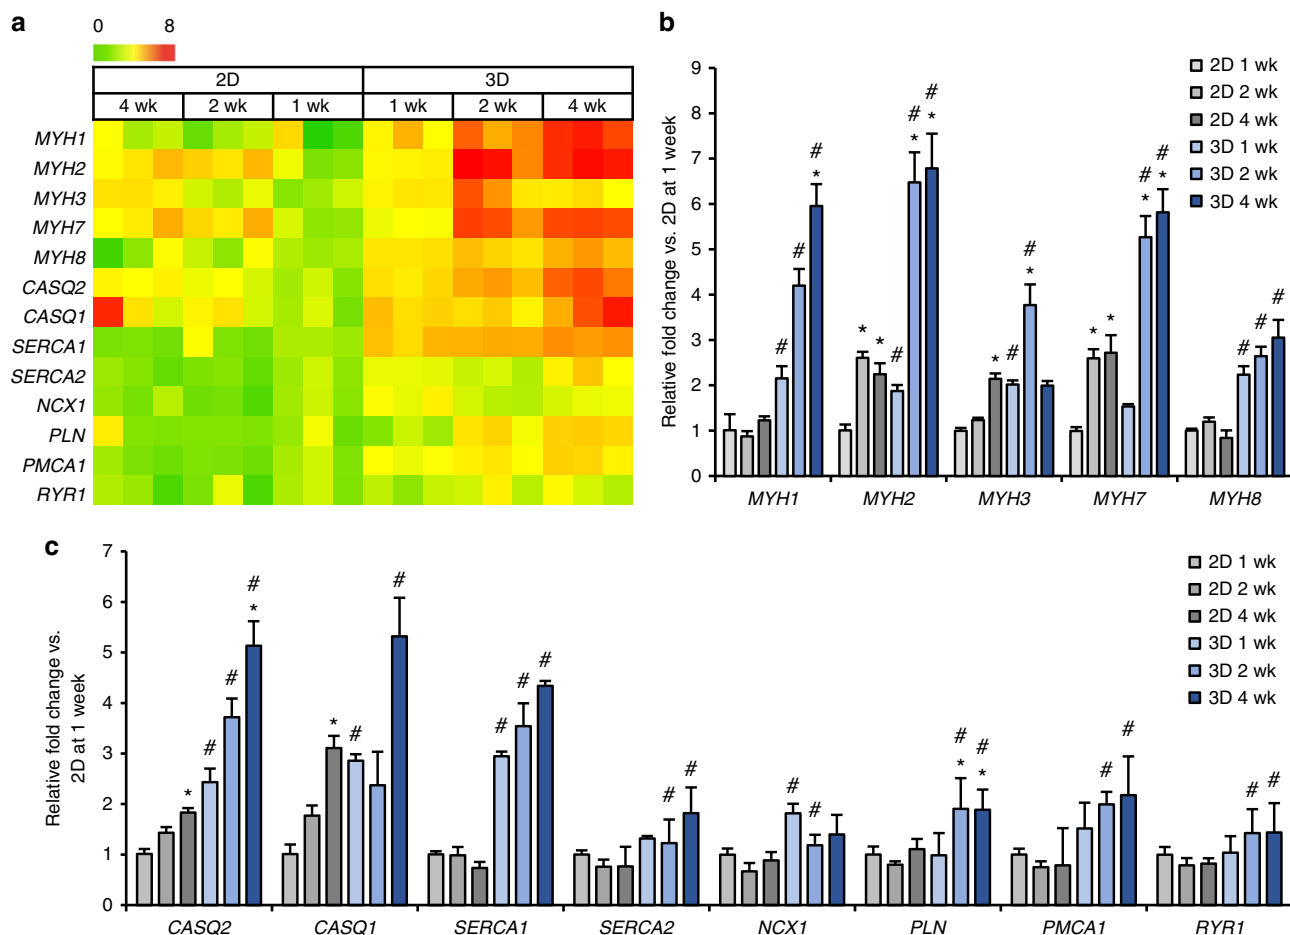 a
0 8
2D 3D
4 wk 2 wk 1 wk 1 wk 2 wk 4 wk
MYH1
MYH2
MYH3
MYH7
MYH8
CASQ2
CASQ1
SERCA1
SERCA2
NCX1
PLN
PMCA1
RYR1
b
Relative fold change vs. 2D at 1 week
9
8
7
6
5
4
3
2
1
0
# # * # * # * * # * # # * * * # * # * # # #
MYH1 MYH2 MYH3 MYH7 MYH8
2D 1 wk
2D 2 wk
2D 4 wk
3D 1 wk
3D 2 wk
3D 4 wk
c
Relative fold change vs.
2D at 1 week
7
6
5
4
3
2
1
0
* # # # * * # # # # # # # # # # * # * # # # #
CASQ2 CASQ1 SERCA1 SERCA2 NCX1 PLN PMCA1 RYR1
2D 1 wk
2D 2 wk
2D 4 wk
3D 1 wk
3D 2 wk
3D 4 wk